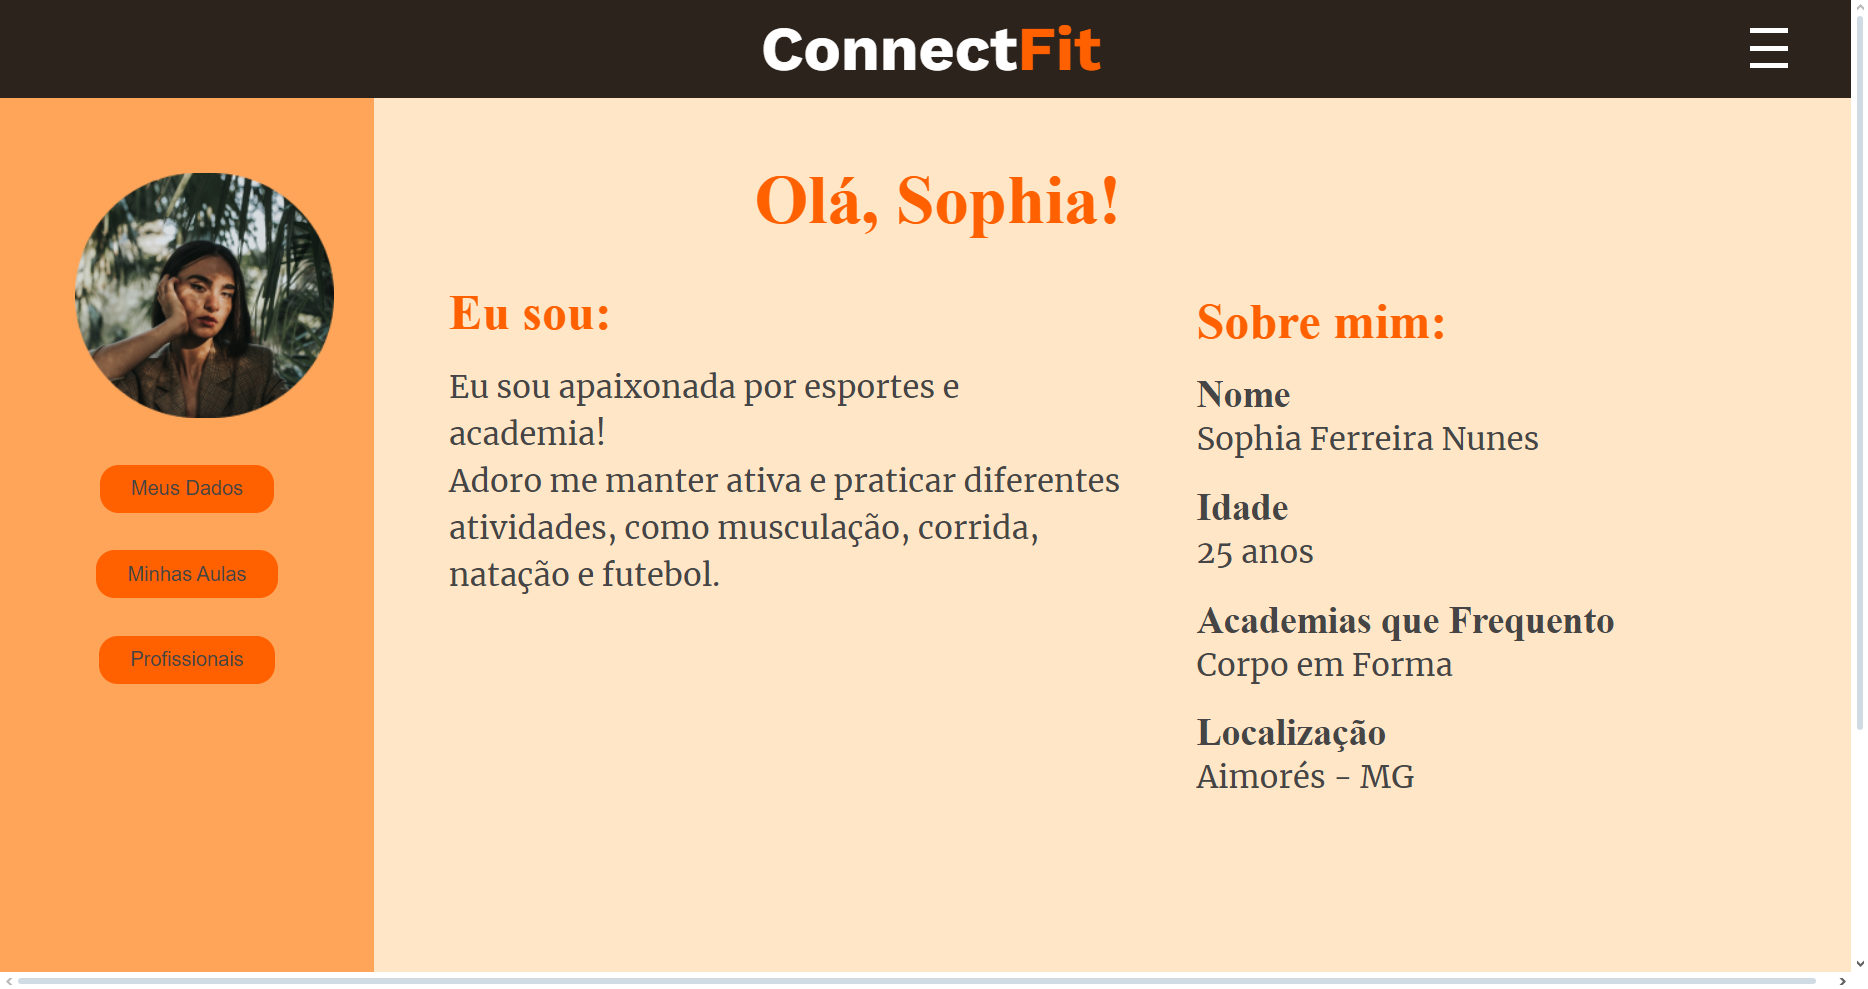 ConnectFit
Olá, Sophia!
Meus Dados
Minhas Aulas
Profissionais
Eu sou:
Eu sou apaixonada por esportes e
academia!
Adoro me manter ativa e praticar diferentes
atividades, como musculação, corrida,
natação e futebol.
Sobre mim:
Nome
Sophia Ferreira Nunes
Idade
25 anos
Academias que Frequento
Corpo em Forma
Localização
Aimorés - MG